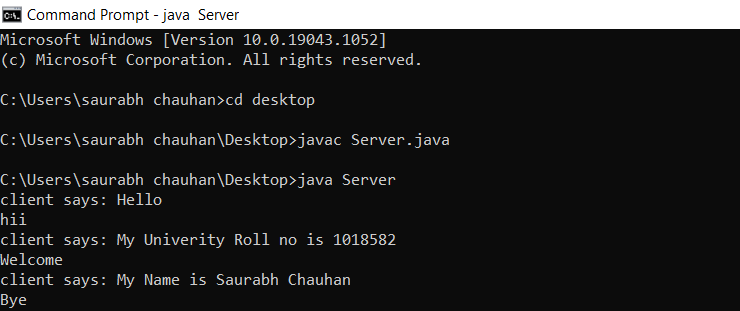 Command Prompt - java  Server
Microsoft Windows [Version 10.0.19043.1052]
(c) Microsoft Corporation. All rights reserved.
C:\Users\saurabh chauhan>cd desktop
C:\Users\saurabh chauhan\Desktop>javac Server.java
C:\Users\saurabh chauhan\Desktop>java Server
client says: Hello
hii
client says: My Univerity Roll no is 1018582
Welcome
client says: My Name is Saurabh Chauhan
Bye